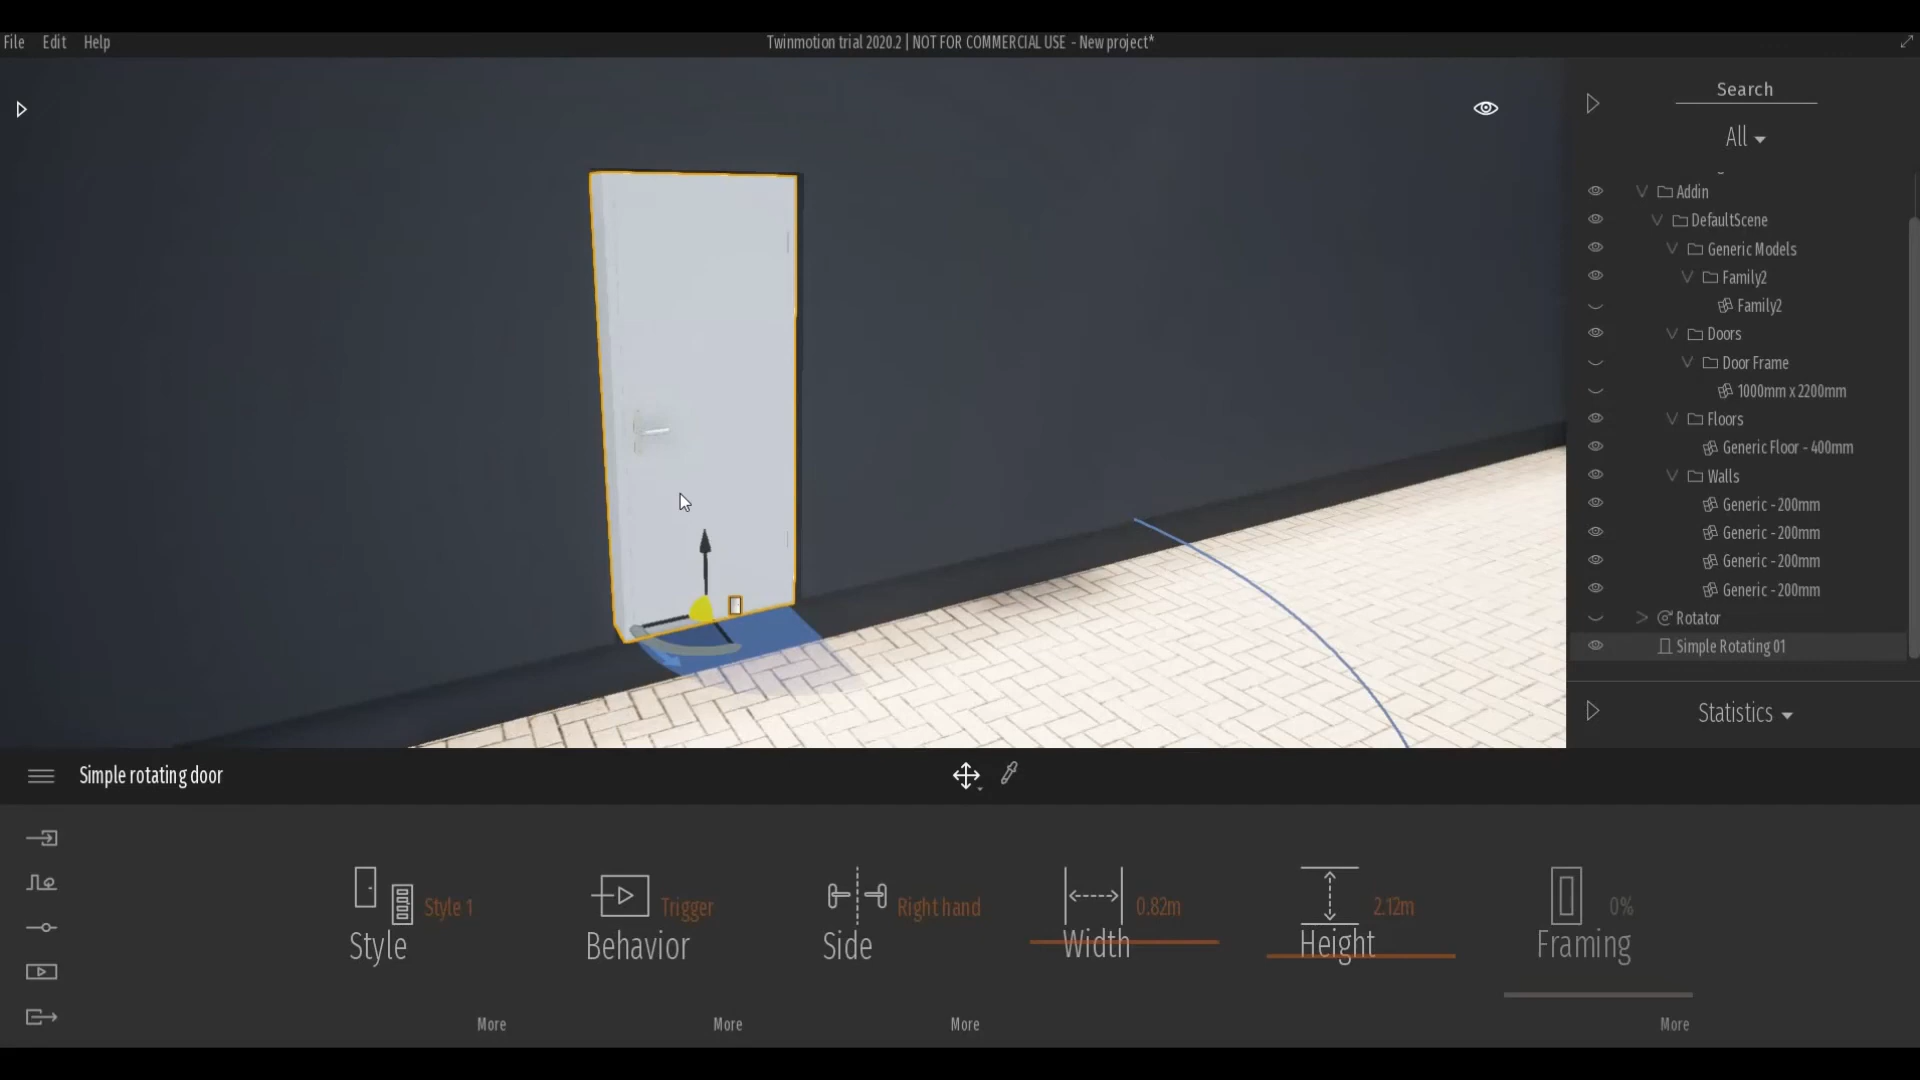 File Edit Help
Twinmotion trial 2020.2 | NOT FOR COMMERCIAL USE - New project*
Search
All
Addin
DefaultScene
Generic Models
Family2
Family2
Doors
Door Frame
1000mm x 2200mm
Floors
Generic Floor - 400mm
Walls
Generic - 200mm
Generic - 200mm
Generic - 200mm
Generic - 200mm
Rotator
Simple Rotating 01
Statistics
Simple rotating door
Style 1
Style
More
Trigger
Behavior
More
Right hand
Side
More
0.82m
Width
2.12m
Height
0%
Framing
More